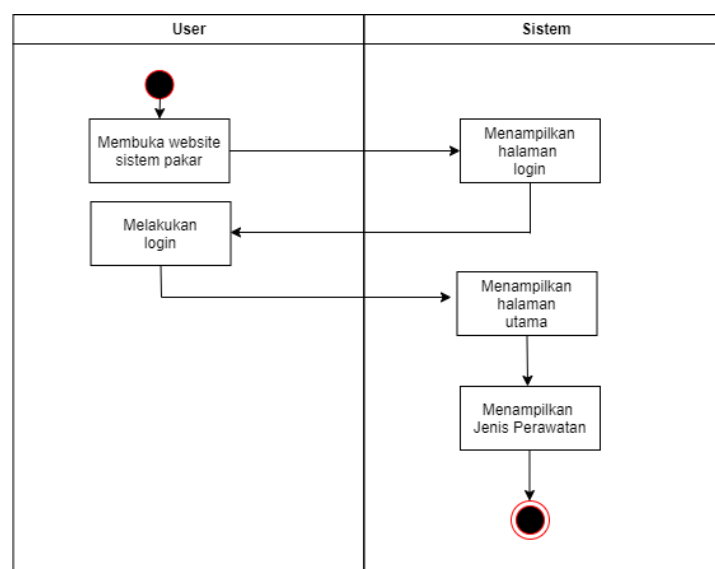 User
Sistem
Membuka website
sistem pakar
Menampilkan
halaman
login
Melakukan
login
Menampilkan
halaman
utama
Menampilkan
Jenis Perawatan